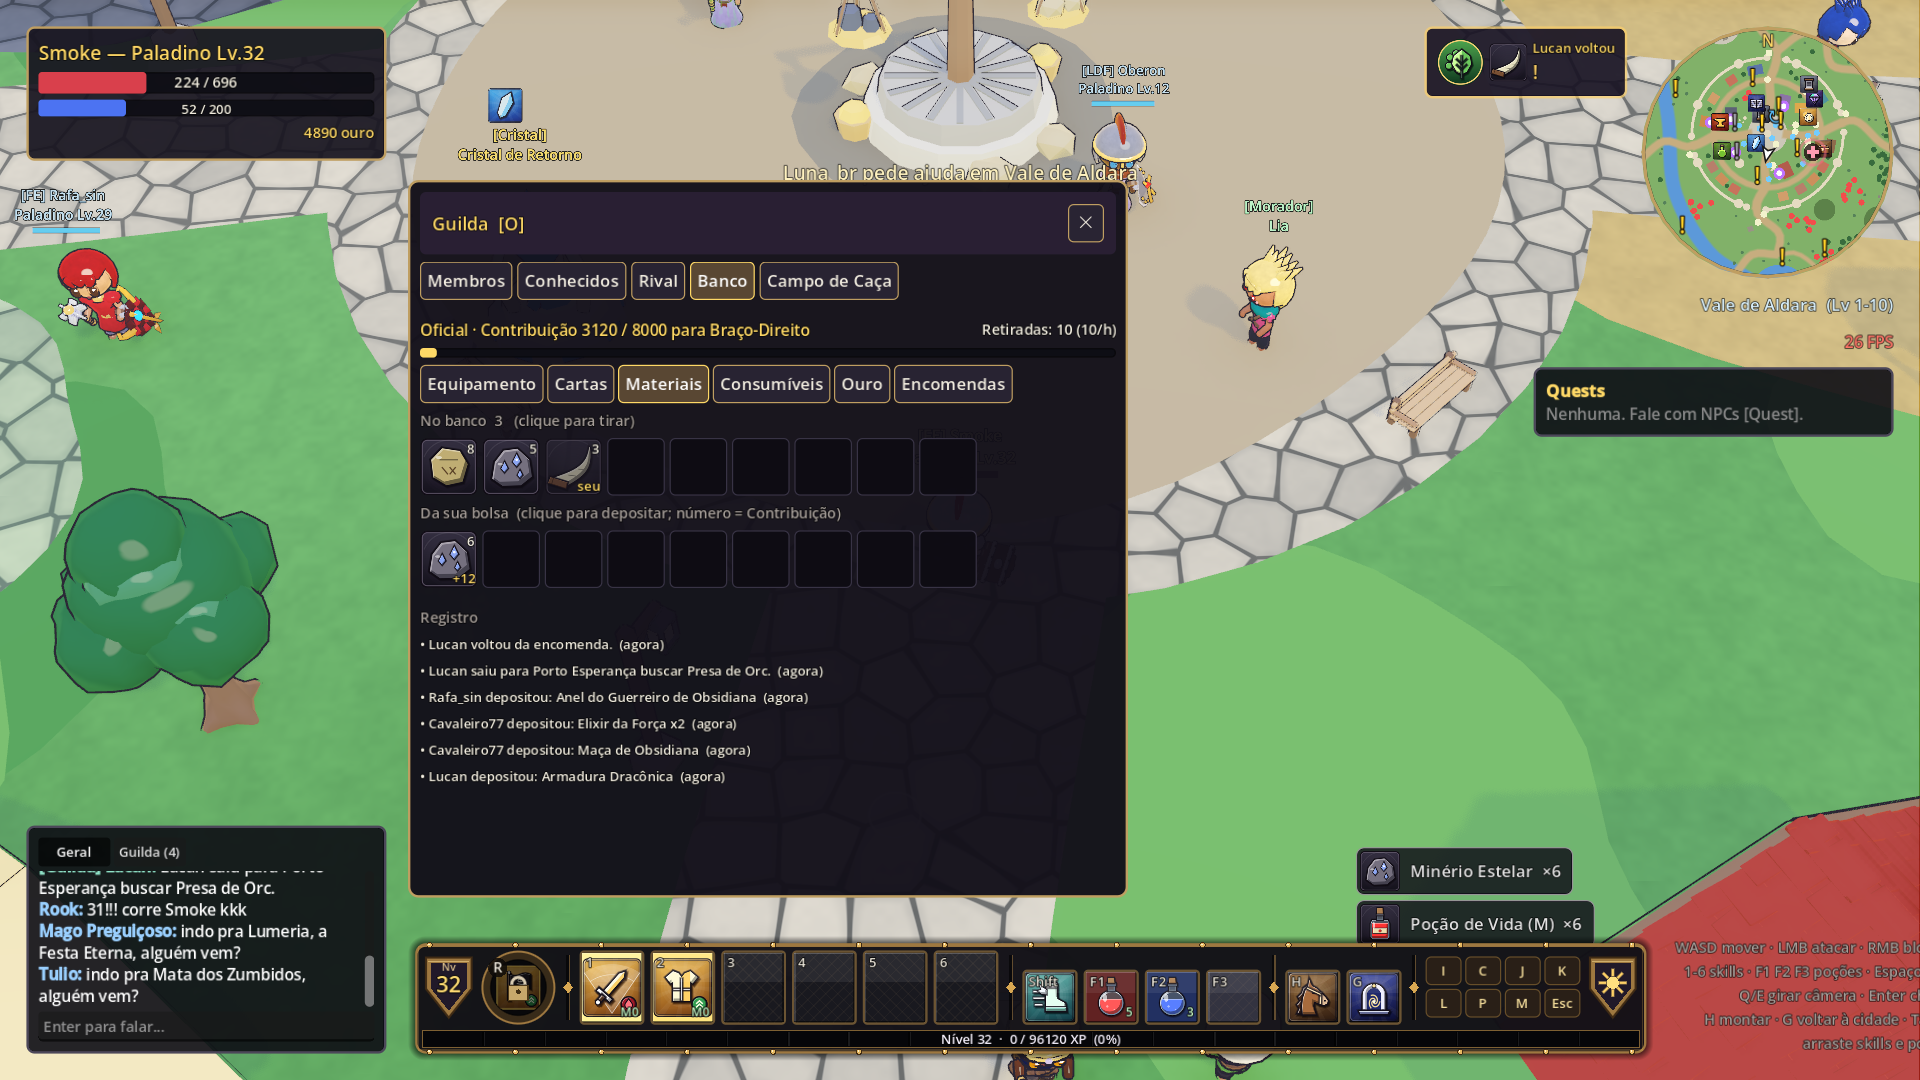 Smoke — Paladino Lv.32
224 / 696
52 / 200
4890 ouro
[Cristal]
Cristal de Retorno
[LDF] Oberon
Paladino Lv.12
Luna_br pede ajuda em Vale de Aldara
Lucan voltou
!
N
[FE] Rafa_sin
Paladino Lv.29
[Morador]
Lia
Vale de Aldara (Lv 1-10)
26 FPS
Quests
Nenhuma. Fale com NPCs [Quest].
Guilda [O]
Membros
Conhecidos
Rival
Banco
Campo de Caça
Oficial · Contribuição 3120 / 8000 para Braço-Direito
Retiradas: 10 (10/h)
Equipamento
Cartas
Materiais
Consumíveis
Ouro
Encomendas
No banco 3 (clique para tirar)
8
5
3
seu
Da sua bolsa (clique para depositar; número = Contribuição)
6
+12
Registro
• Lucan voltou da encomenda. (agora)
• Lucan saiu para Porto Esperança buscar Presa de Orc. (agora)
• Rafa_sin depositou: Anel do Guerreiro de Obsidiana (agora)
• Cavaleiro77 depositou: Elixir da Força x2 (agora)
• Cavaleiro77 depositou: Maça de Obsidiana (agora)
• Lucan depositou: Armadura Dracônica (agora)
Geral
Guilda (4)
Esperança buscar Presa de Orc.
Rook: 31!!! corre Smoke kkk
Mago Preguiçoso: indo pra Lumeria, a
Festa Eterna, alguém vem?
Tulio: indo pra Mata dos Zumbidos,
alguém vem?
Enter para falar...
Minério Estelar ×6
Poção de Vida (M) ×6
WASD mover · LMB atacar · RMB blo
1-6 skills · F1 F2 F3 poções · Espaço
Q/E girar câmera · Enter c
H montar · G voltar à cidade · T
arraste skills e po
Nv
32
R
1
M0
2
M0
3
4
5
6
Shift
F1
5
F2
3
F3
H
G
I
C
J
K
L
P
M
Esc
Nível 32 · 0 / 96120 XP (0%)